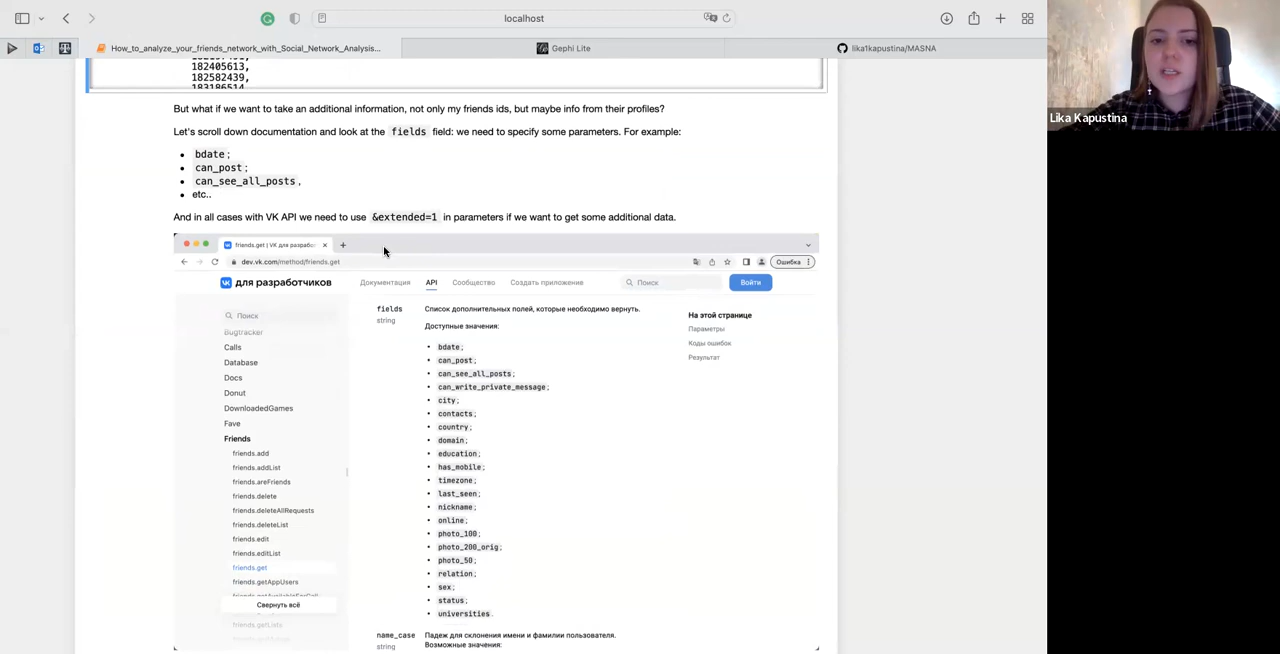 localhost
How_to_analyze_your_friends_network_with_Social_Network_Analysis...
Gephi Lite
lika1kapustina/MASNA
Lika Kapustina
182405613,
182582439,
183186514
But what if we want to take an additional information, not only my friends ids, but maybe info from their profiles?
Let's scroll down documentation and look at the fields field: we need to specify some parameters. For example:
• bdate;
• can_post;
• can_see_all_posts,
• etc..
And in all cases with VK API we need to use &extended=1 in parameters if we want to get some additional data.
friends.get | VK для разрабо
dev.vk.com/method/friends.get
Ошибка
для разработчиков
Документация
API
Сообщество
Создать приложение
Поиск
Войти
Поиск
Bugtracker
Calls
Database
Docs
Donut
DownloadedGames
Fave
Friends
friends.add
friends.addList
friends.areFriends
friends.delete
friends.deleteAllRequests
friends.deleteList
friends.edit
friends.editList
friends.get
friends.getAppUsers
Свернуть всё
friends.getLists
fields
string
Список дополнительных полей, которые необходимо вернуть.
Доступные значения:
• bdate;
• can_post;
• can_see_all_posts;
• can_write_private_message;
• city;
• contacts;
• country;
• domain;
• education;
• has_mobile;
• timezone;
• last_seen;
• nickname;
• online;
• photo_100;
• photo_200_orig;
• photo_50;
• relation;
• sex;
• status;
• universities.
name_case
string
Падеж для склонения имени и фамилии пользователя.
Возможные значения:
На этой странице
Параметры
Коды ошибок
Результат